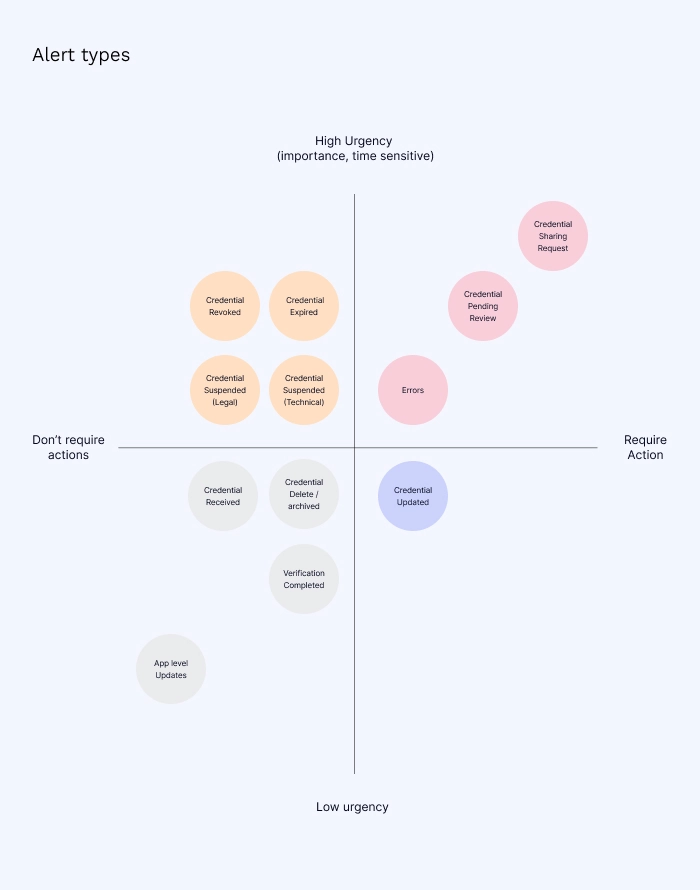 Alert types
High Urgency
(importance, time sensitive)
Credential
Sharing
Request
Credential
Revoked
Credential
Expired
Credential
Pending
Review
Credential
Suspended
(Legal)
Credential
Suspended
(Technical)
Errors
Don’t require
actions
Require
Action
Credential
Received
Credential
Delete /
archived
Credential
Updated
Verification
Completed
App level
Updates
Low urgency